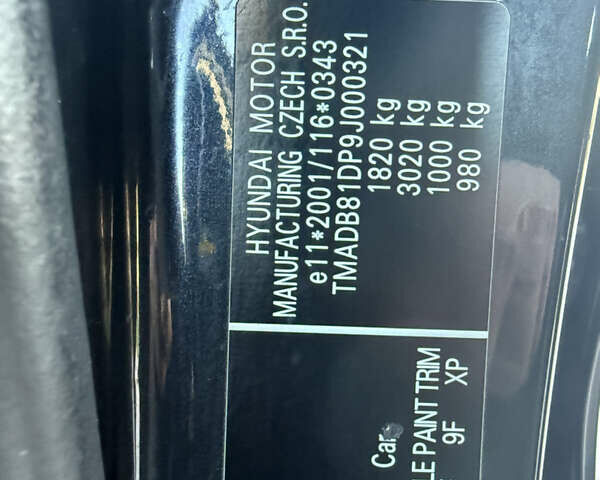 HYUNDAI MOTOR
MANUFACTURING CZECH S.R.O.
e11*2001/116*0343
TMADB81DP9J000321
1820 kg
3020 kg
1000 kg
980 kg
Car
PAINT TRIM
9F XP